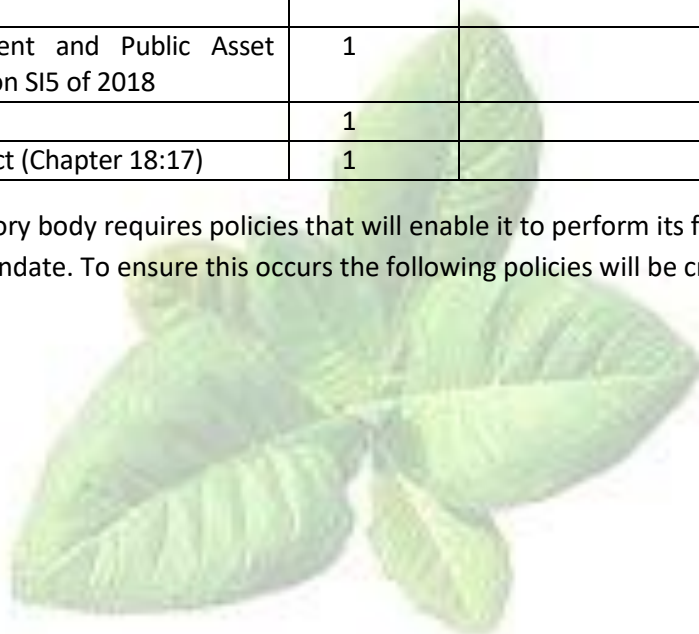 ent and Public Asset 1
on SI5 of 2018
1
ct (Chapter 18:17) 1
ory body requires policies that will enable it to perform its f
ndate. To ensure this occurs the following policies will be cr